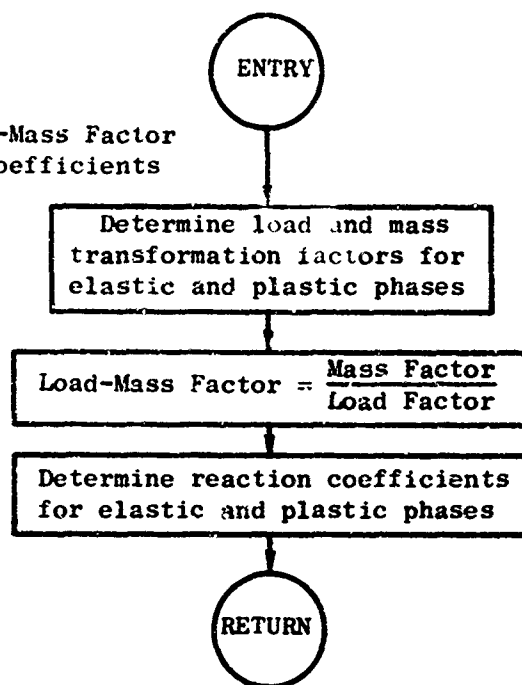 ENTRY
-Mass Factor
oefficients
Determine load and mass
transformation factors for
elastic and plastic phases
Load-Mass Factor = Mass Factor
Load Factor
Determine reaction coefficients
for elastic and plastic phases
RETURN